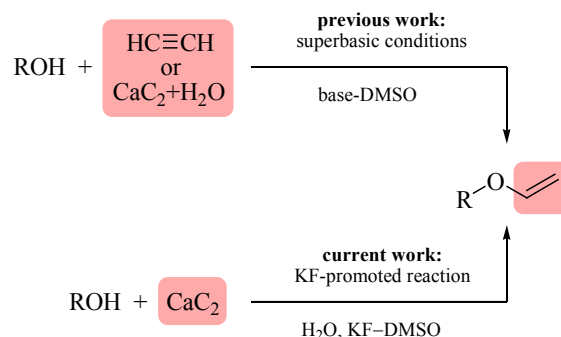 previous work:
superbasic conditions
ROH + HC≡CH
or
CaC₂+H₂O
base-DMSO
R O
current work:
KF-promoted reaction
ROH + CaC₂
H₂O, KF–DMSO